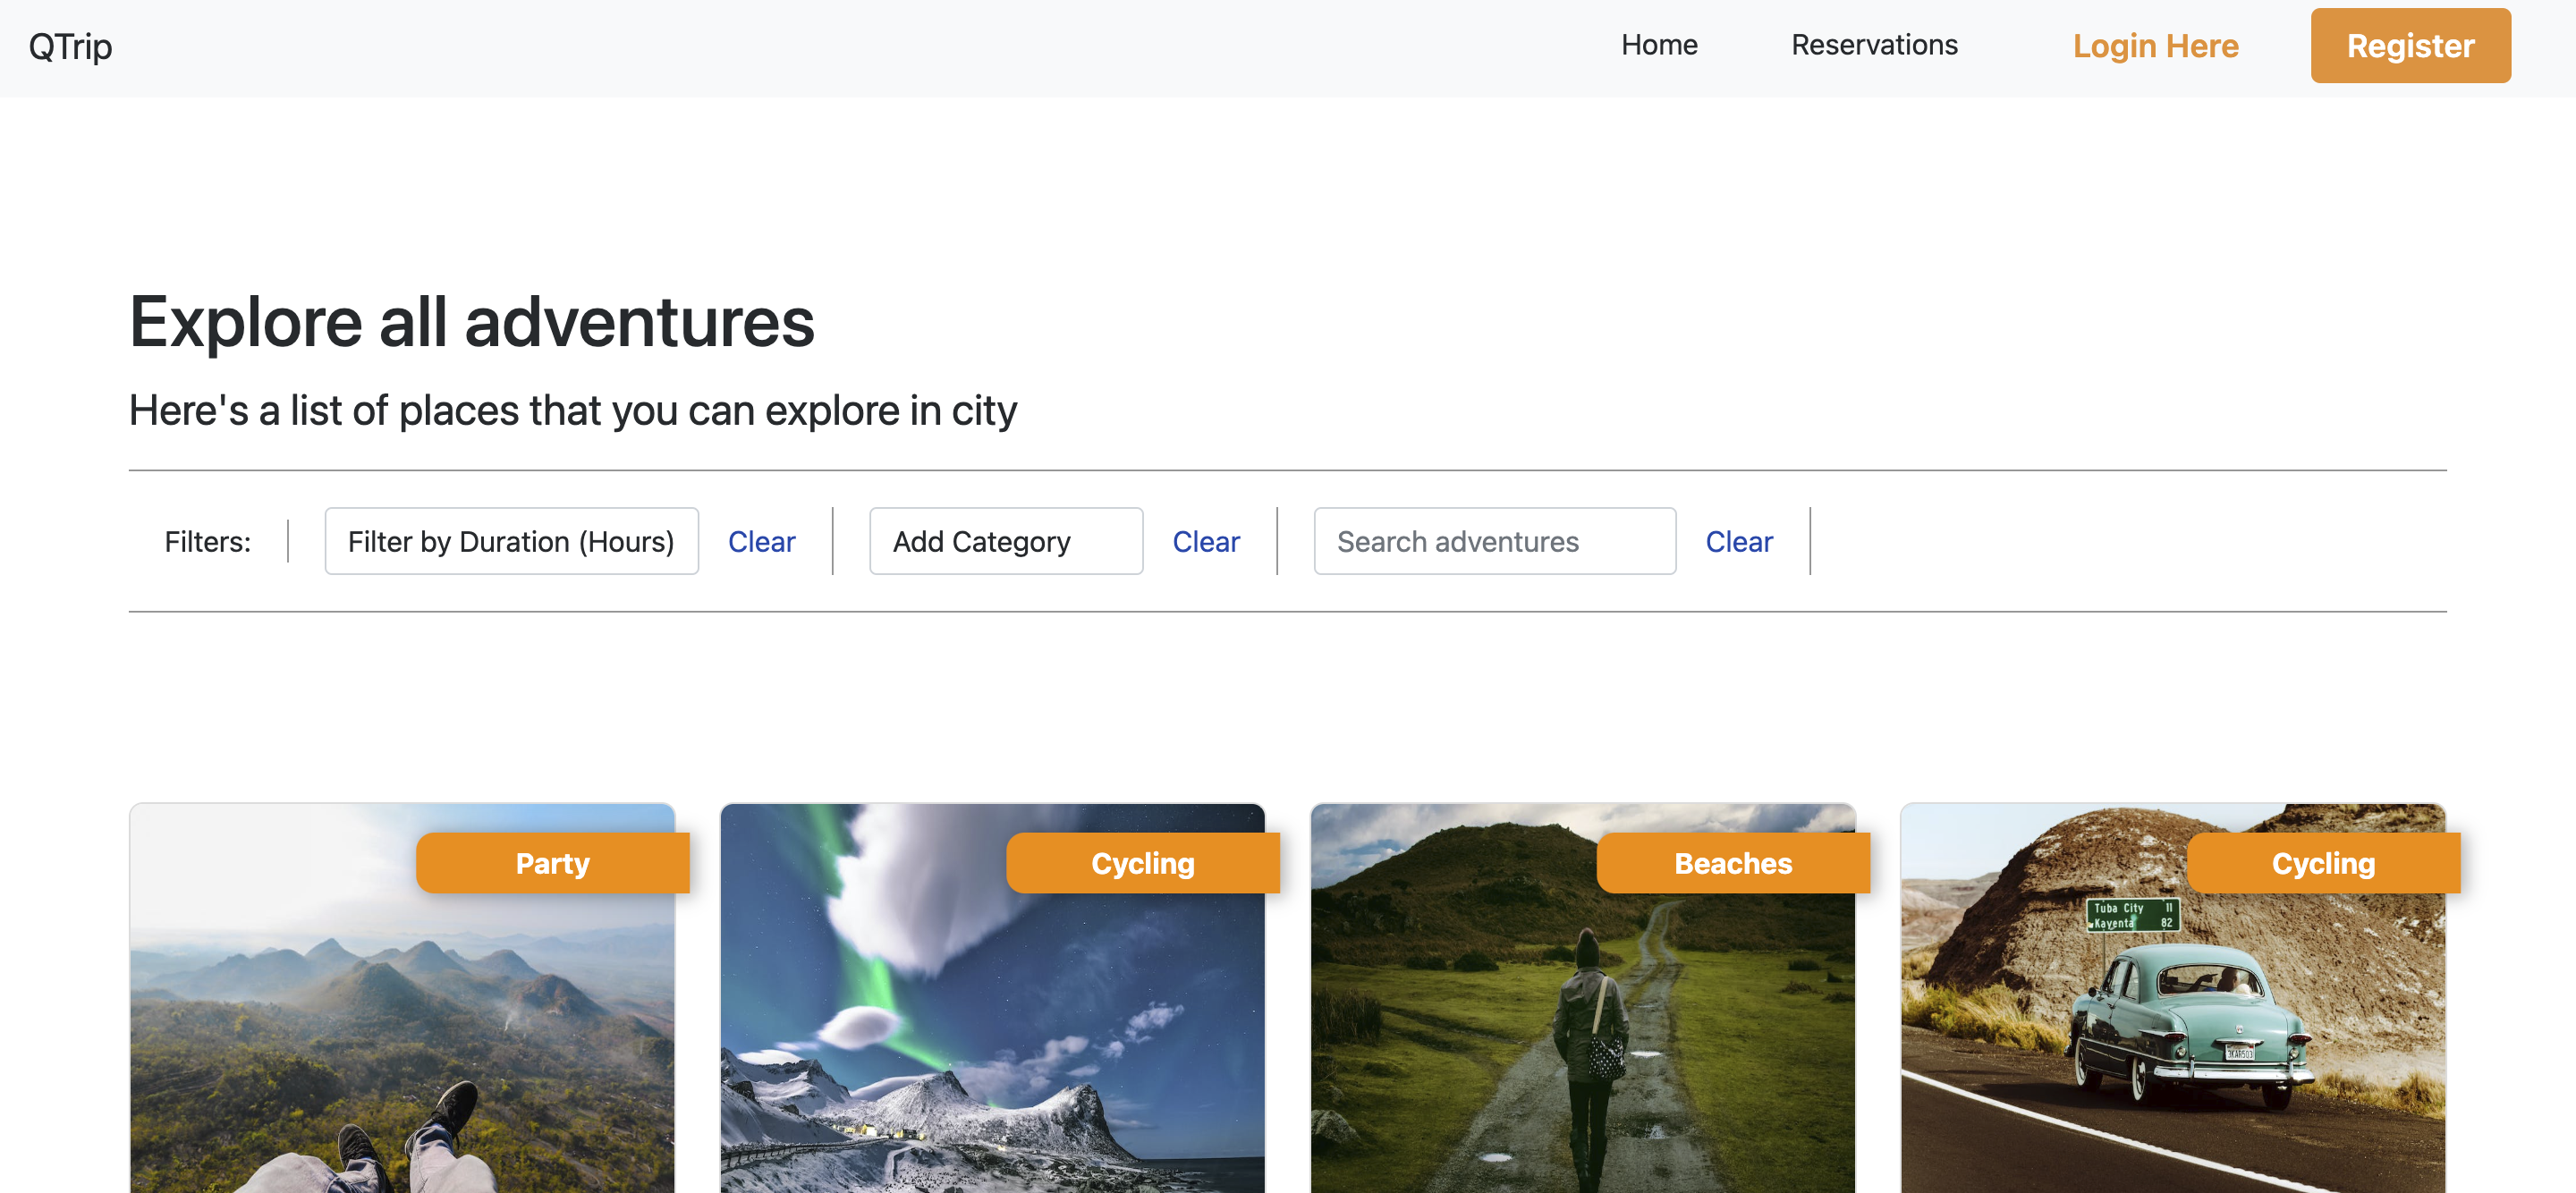 QTrip
Home
Reservations
Login Here
Register
Explore all adventures
Here's a list of places that you can explore in city
Filters:
Filter by Duration (Hours)
Clear
Add Category
Clear
Search adventures
Clear
Party
Cycling
Beaches
Cycling
Tuba City 11
Kayenta 82